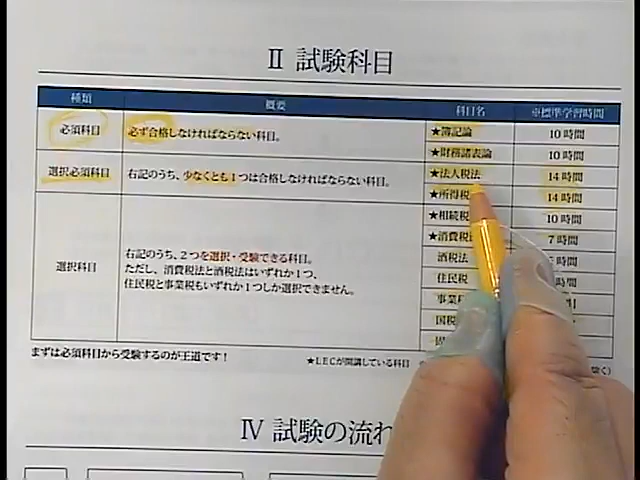 Ⅱ 試験科目
種類 概要 科目名 ※標準学習時間
必須科目 必ず合格しなければならない科目。 ★簿記論 10時間
★財務諸表論 10時間
選択必須科目 右記のうち、少なくとも1つは合格しなければならない科目。 ★法人税法 14時間
★所得税 14時間
★相続税 10時間
★消費税 7時間
選択科目 右記のうち、2つを選択・受験できる科目。
ただし、消費税法と酒税法はいずれか1つ、
住民税と事業税もいずれか1つしか選択できません。
酒税法 時間
住民税
事業
国税
まずは必須科目から受験するのが王道です！ ★LECが開講している科目 除く）
Ⅳ 試験の流れ